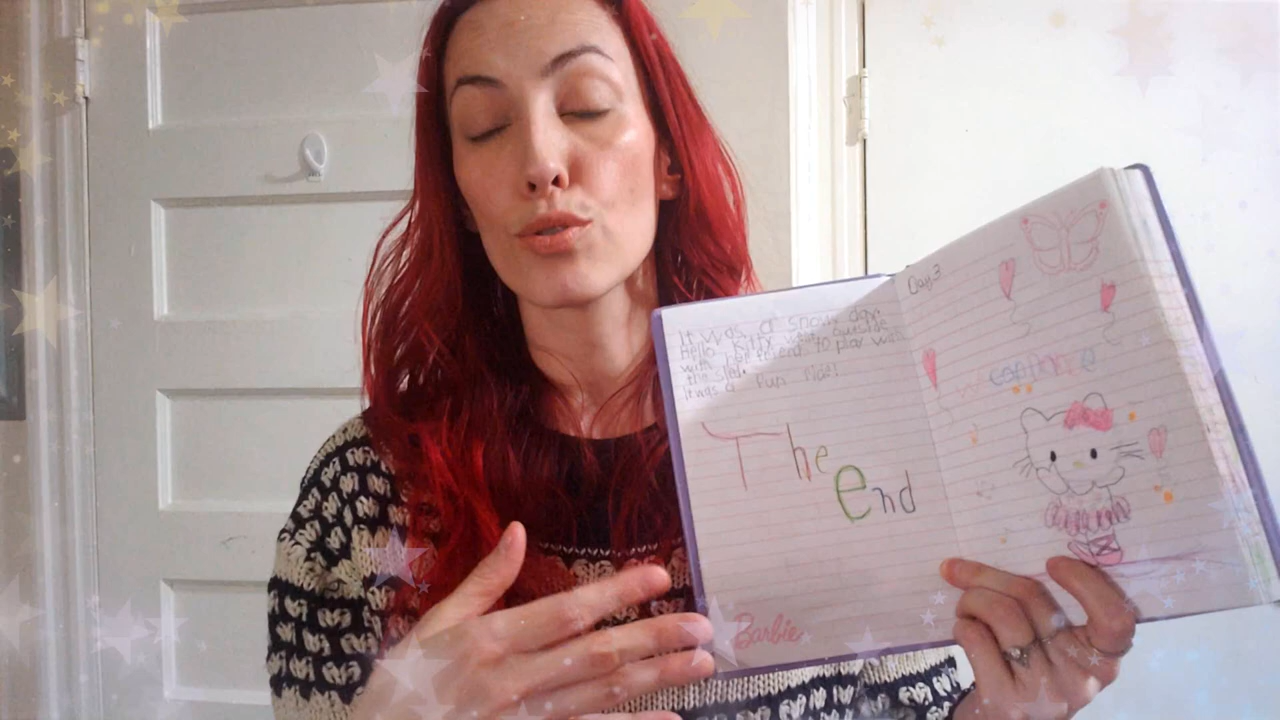 It was a snow day.
Hello Kitty went outside
with her friend to play with
the sled.
It was a fun ride!
The
end
Barbie
Day 3